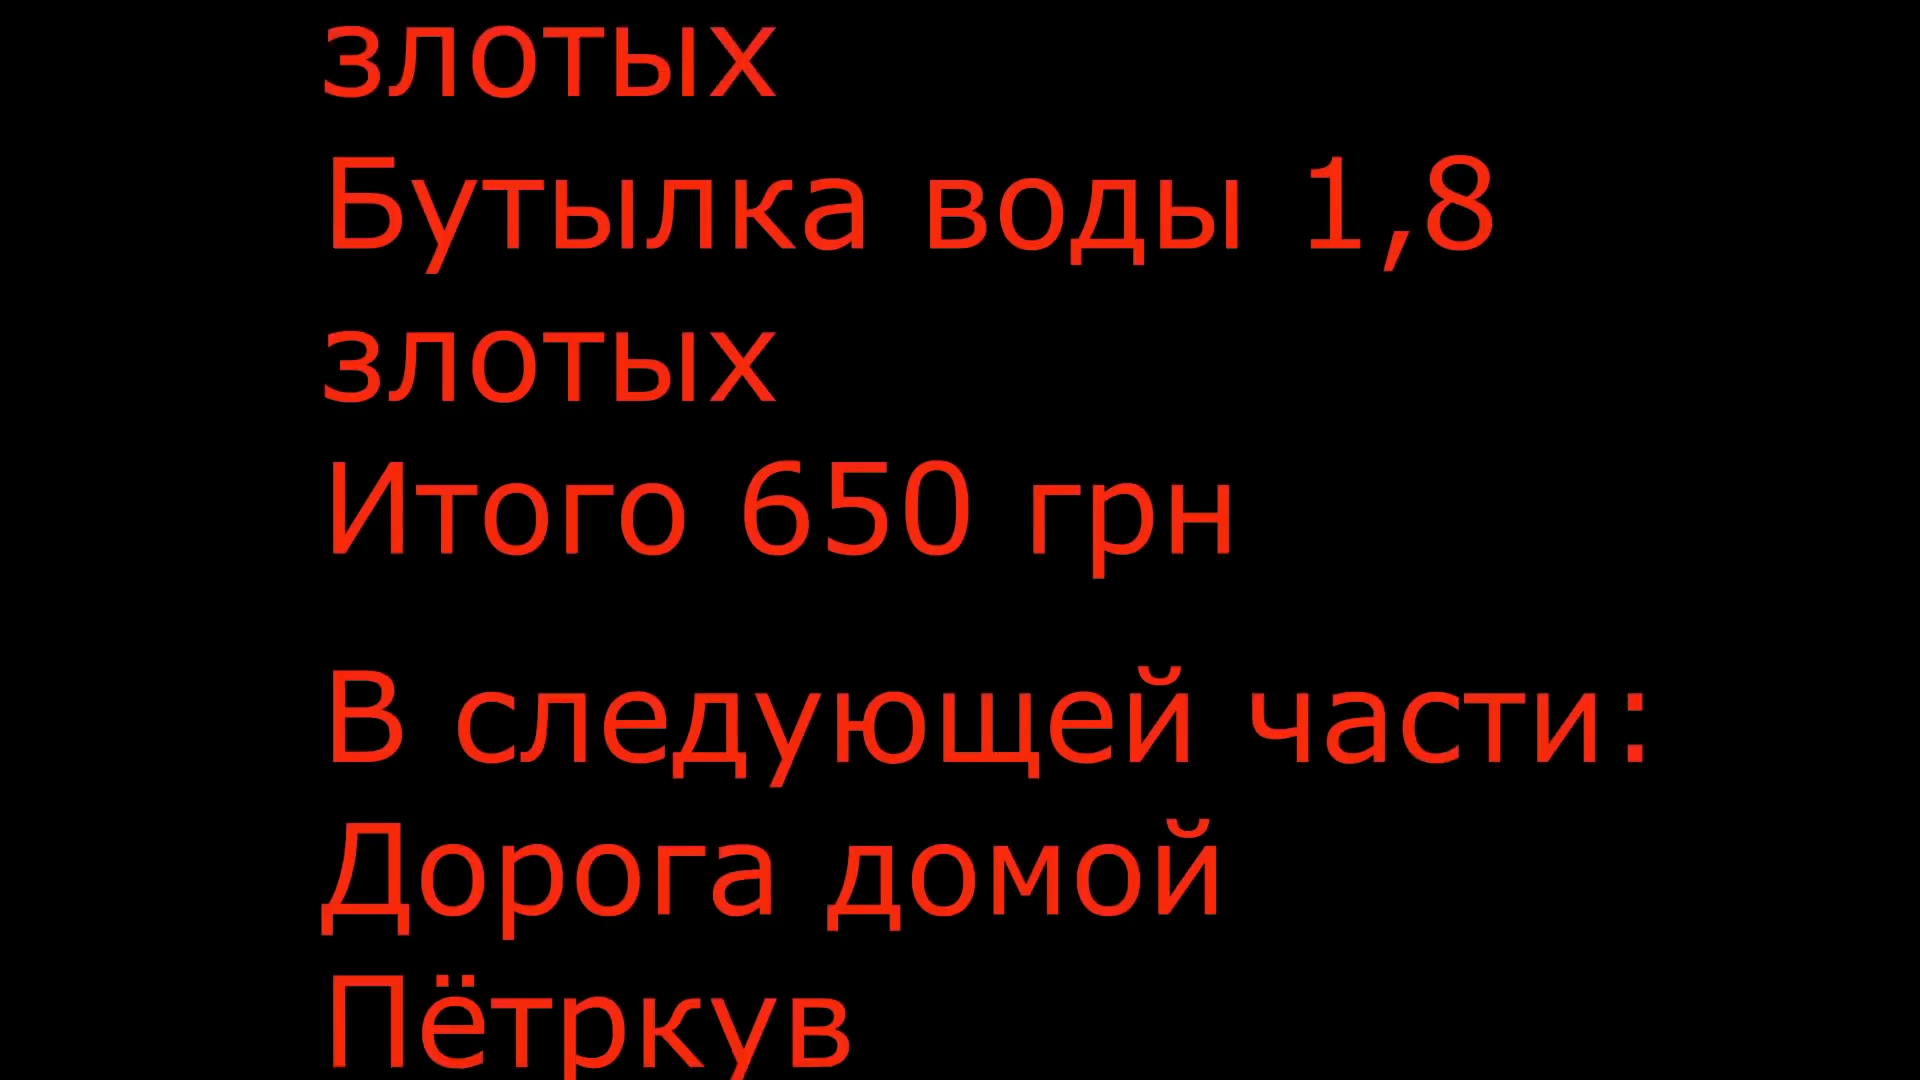 злотых
Бутылка воды 1,8
злотых
Итого 650 грн
В следующей части:
Дорога домой
Пётркув